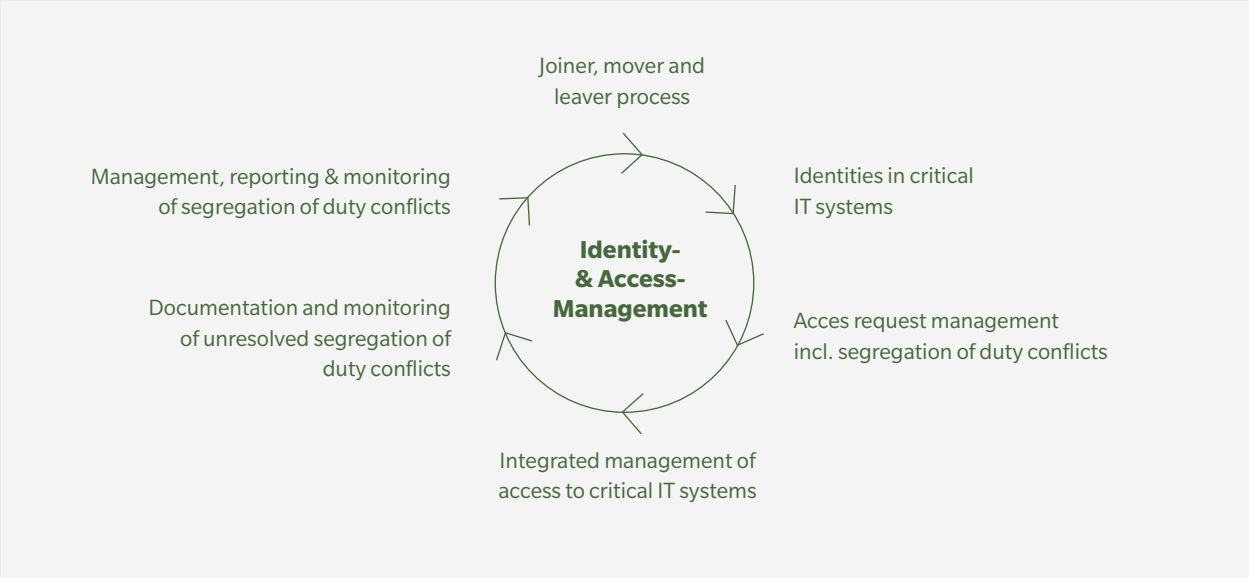 Joiner, mover and
leaver process
Identities in critical
IT systems
Acces request management
incl. segregation of duty conflicts
Integrated management of
access to critical IT systems
Documentation and monitoring
of unresolved segregation of
duty conflicts
Management, reporting & monitoring
of segregation of duty conflicts
Identity-
& Access-
Management